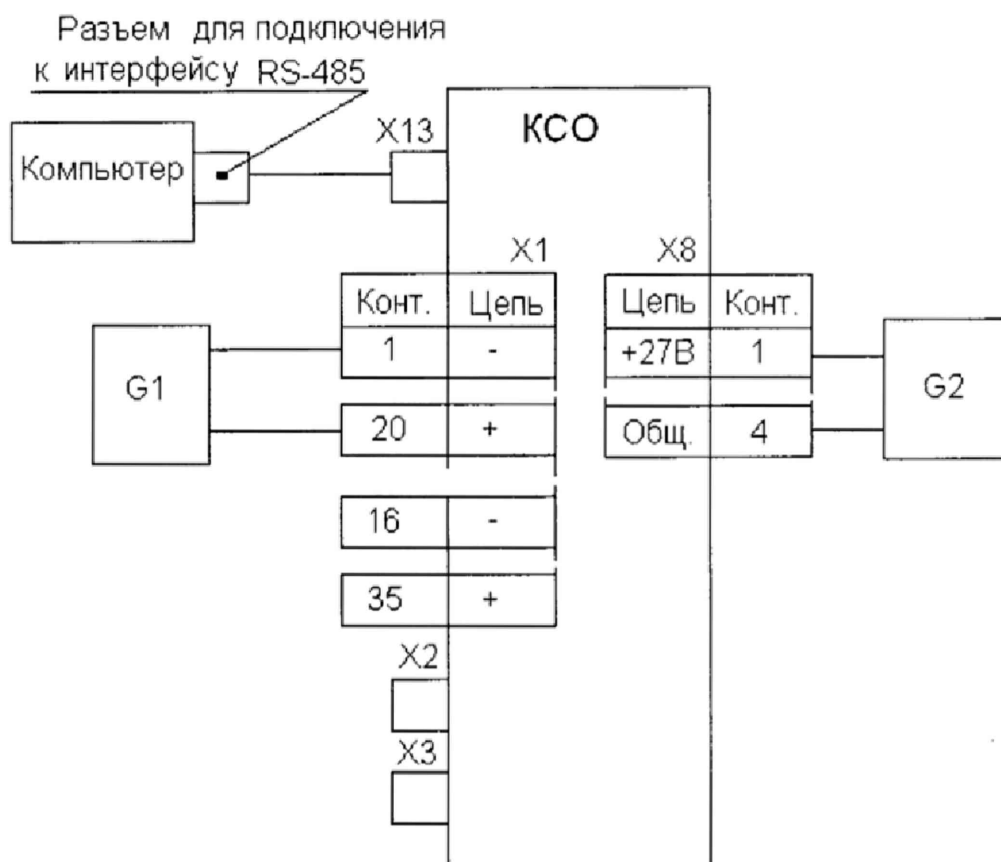 Разъем для подключения
к интерфейсу RS-485
Компьютер
X13
КСО
X1
X8
Конт. Цепь
Цепь Конт.
1 -
+27В 1
G1
G2
20 +
Общ. 4
16 -
35 +
X2
X3